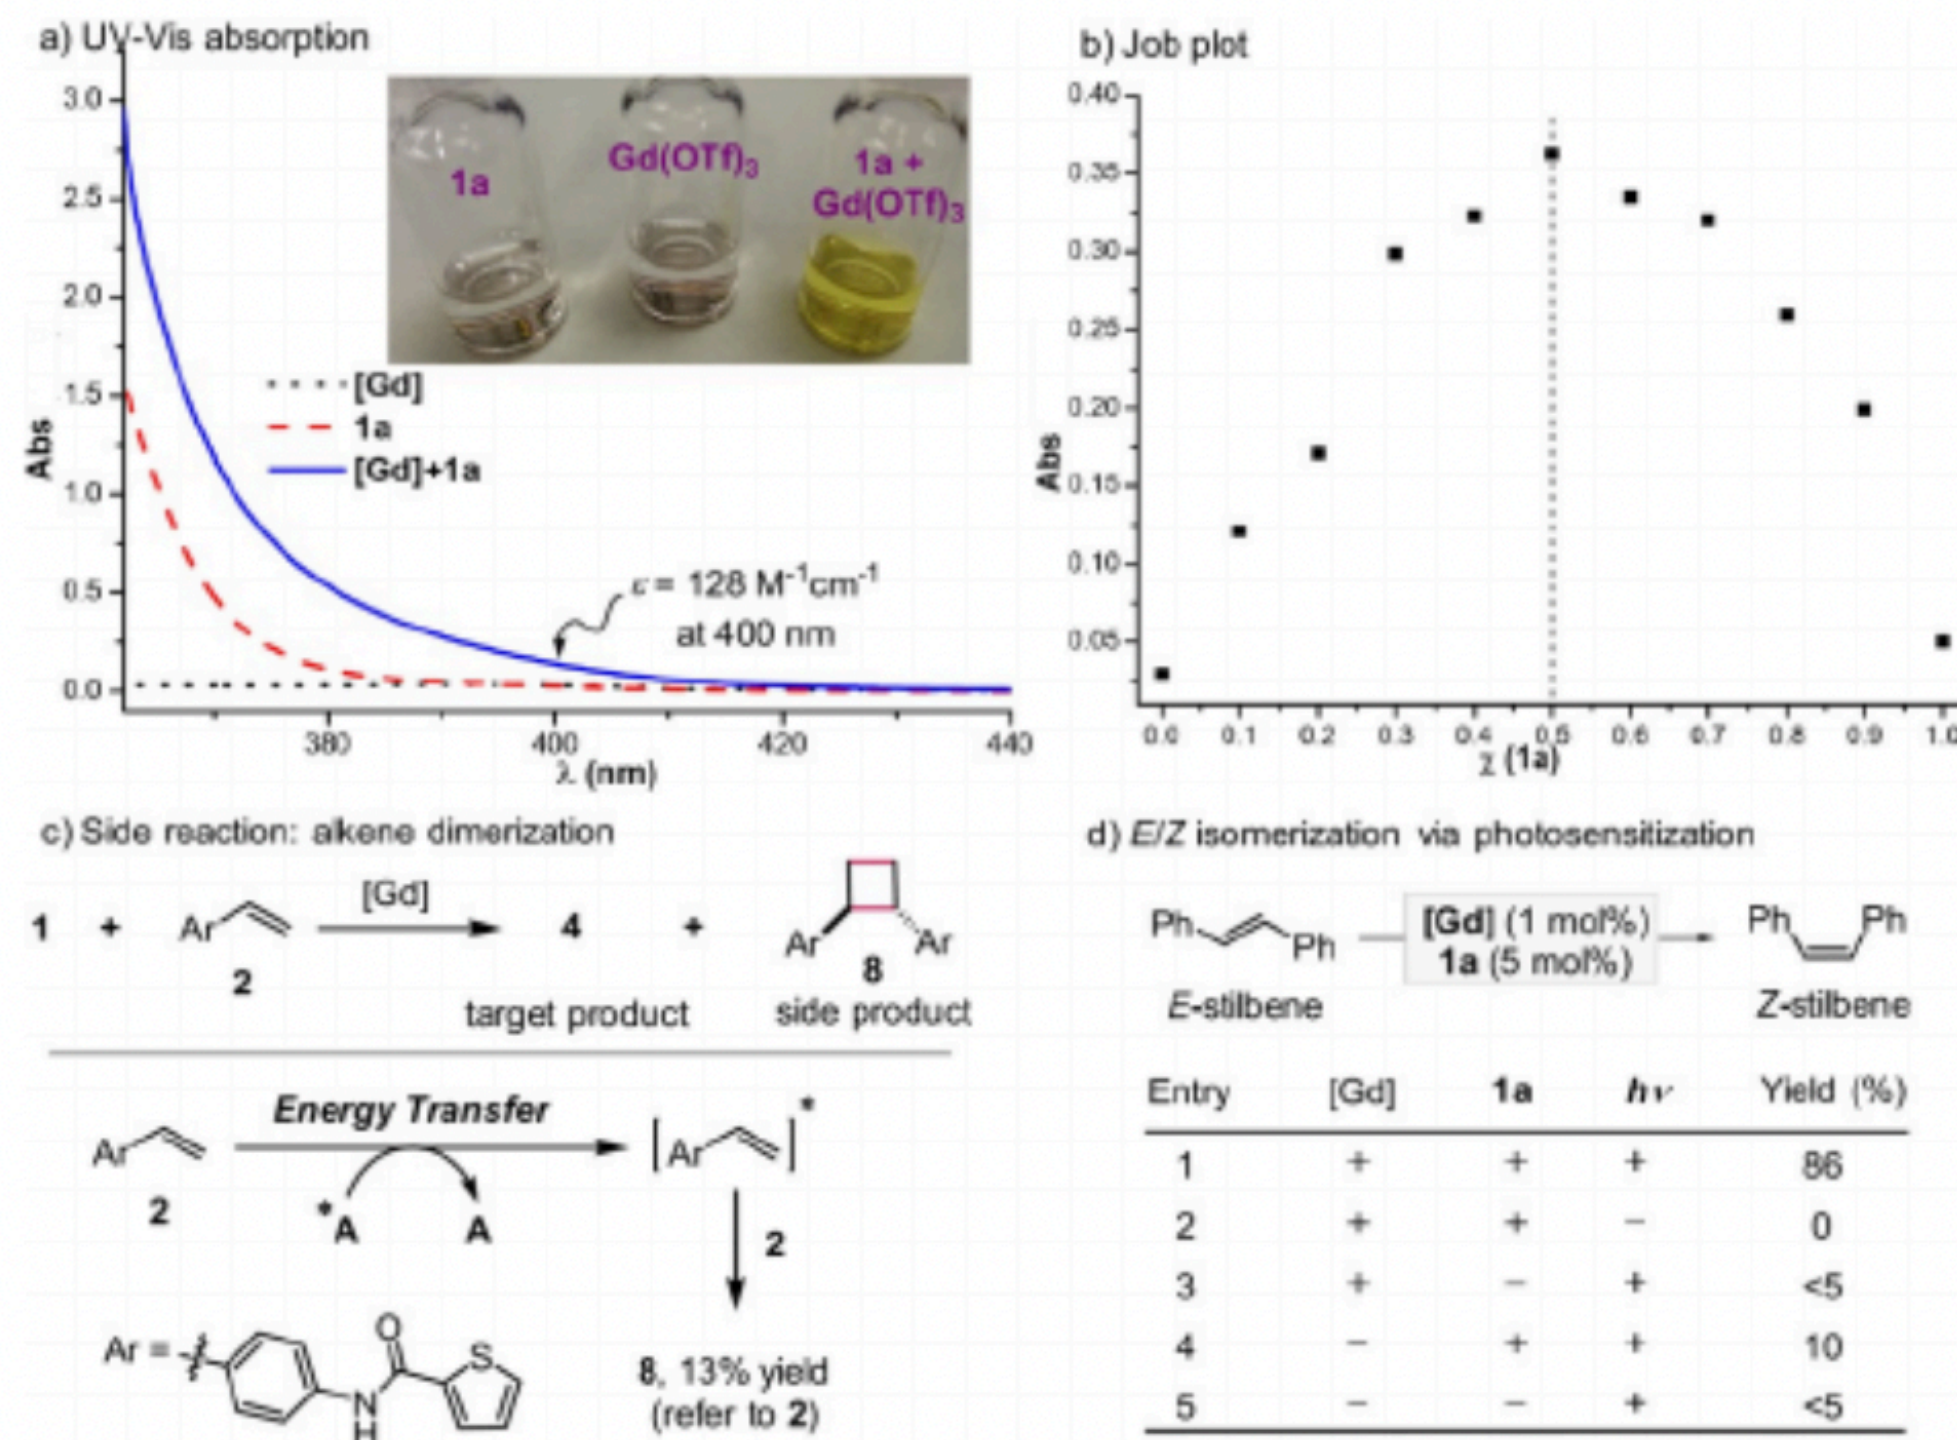 a) UV-Vis absorption
3.0
2.5
2.0
1.5
1.0
0.5
0.0
Abs
1a
Gd(OTf)₃
1a +
Gd(OTf)₃
[Gd]
1a
[Gd]+1a
ε = 128 M⁻¹cm⁻¹
at 400 nm
380 400 420 440
λ (nm)
b) Job plot
0.40
0.35
0.30
0.25
0.20
0.15
0.10
0.05
Abs
0.0 0.1 0.2 0.3 0.4 0.5 0.6 0.7 0.8 0.9 1.0
χ (1a)
c) Side reaction: alkene dimerization
1 + Ar [Gd] 4 + Ar Ar
2 8
target product side product
Energy Transfer
Ar [Ar]*
2 *A A
2
Ar = O S N H
8, 13% yield
(refer to 2)
d) E/Z isomerization via photosensitization
Ph Ph [Gd] (1 mol%) Ph Ph
1a (5 mol%)
E-stilbene Z-stilbene
Entry [Gd] 1a hν Yield (%)
1 + + + 86
2 + + − 0
3 + − + <5
4 − + + 10
5 − − + <5